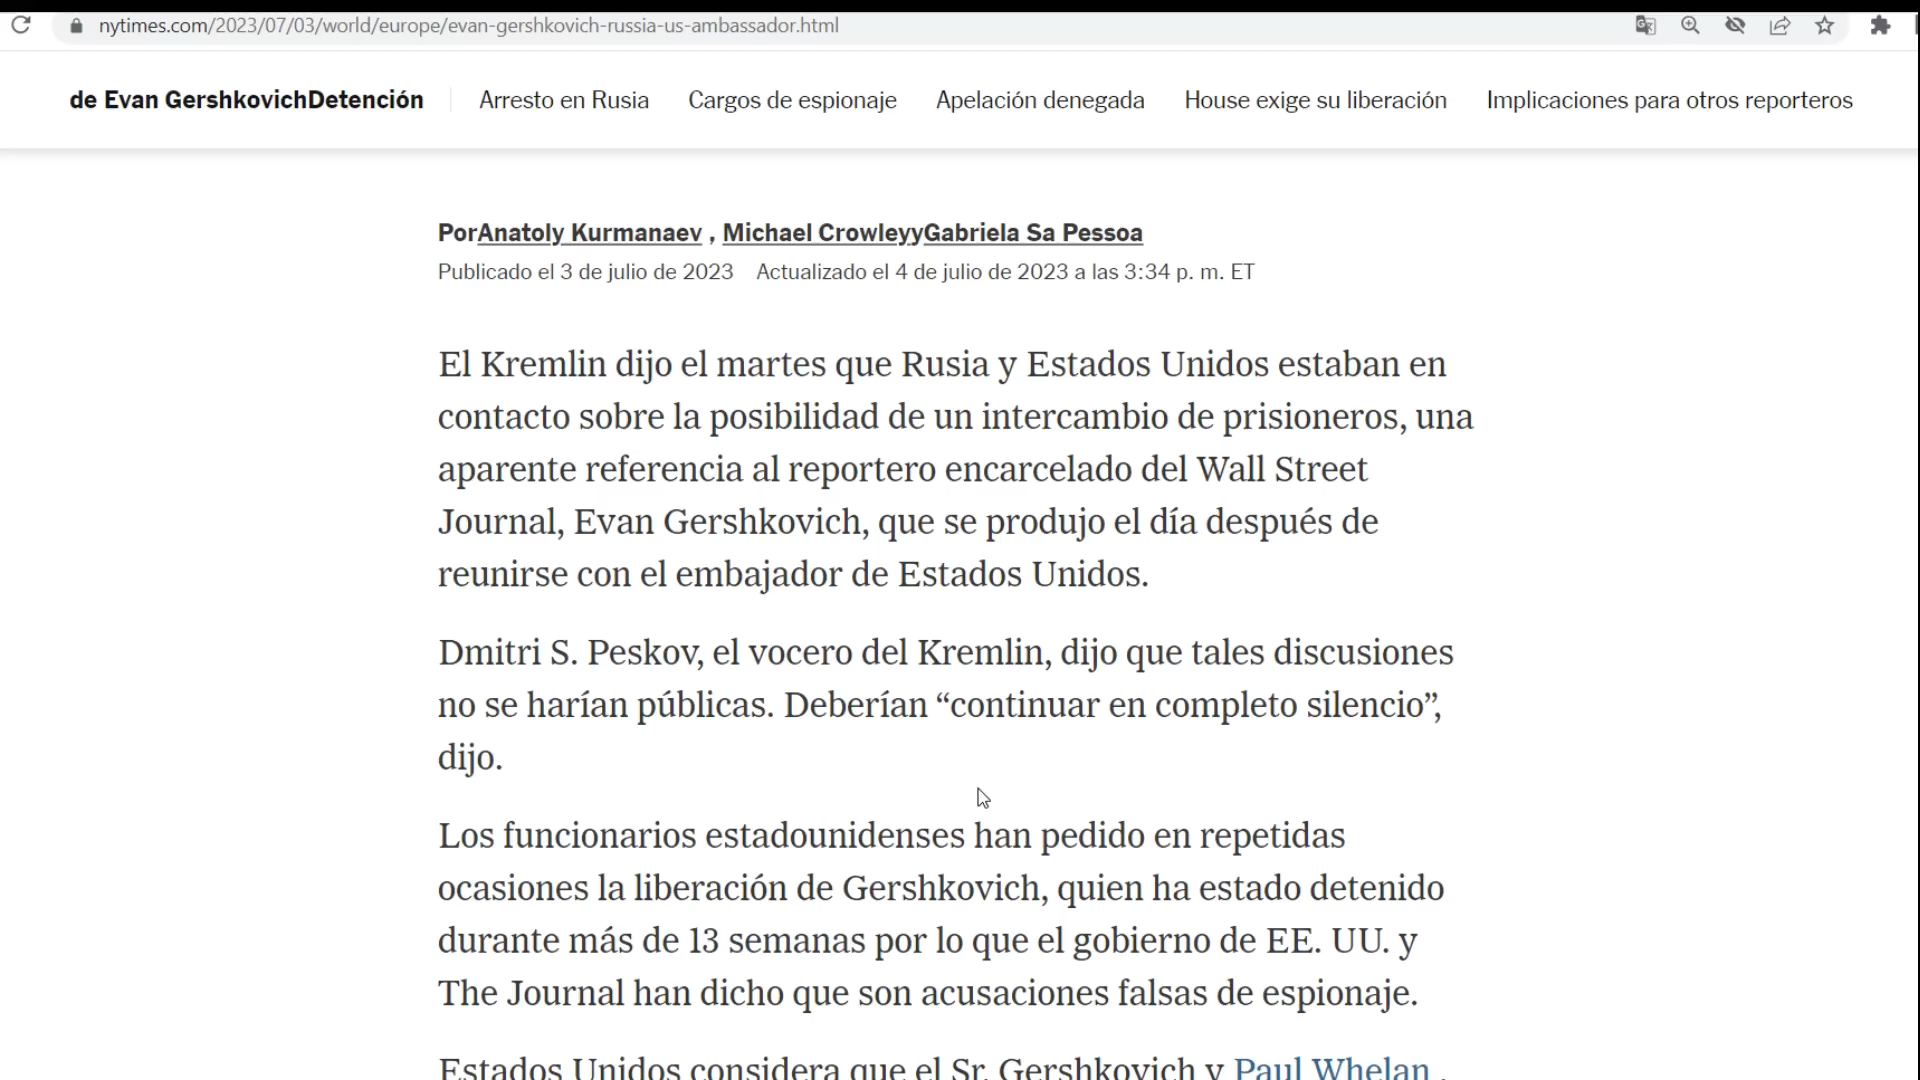 nytimes.com/2023/07/03/world/europe/evan-gershkovich-russia-us-ambassador.html
de Evan GershkovichDetención
Arresto en Rusia
Cargos de espionaje
Apelación denegada
House exige su liberación
Implicaciones para otros reporteros
PorAnatoly Kurmanaev , Michael CrowleyyGabriela Sa Pessoa
Publicado el 3 de julio de 2023 Actualizado el 4 de julio de 2023 a las 3:34 p. m. ET
El Kremlin dijo el martes que Rusia y Estados Unidos estaban en
contacto sobre la posibilidad de un intercambio de prisioneros, una
aparente referencia al reportero encarcelado del Wall Street
Journal, Evan Gershkovich, que se produjo el día después de
reunirse con el embajador de Estados Unidos.
Dmitri S. Peskov, el vocero del Kremlin, dijo que tales discusiones
no se harían públicas. Deberían “continuar en completo silencio”,
dijo.
Los funcionarios estadounidenses han pedido en repetidas
ocasiones la liberación de Gershkovich, quien ha estado detenido
durante más de 13 semanas por lo que el gobierno de EE. UU. y
The Journal han dicho que son acusaciones falsas de espionaje.
Estados Unidos considera que el Sr. Gershkovich y Paul Whelan ,